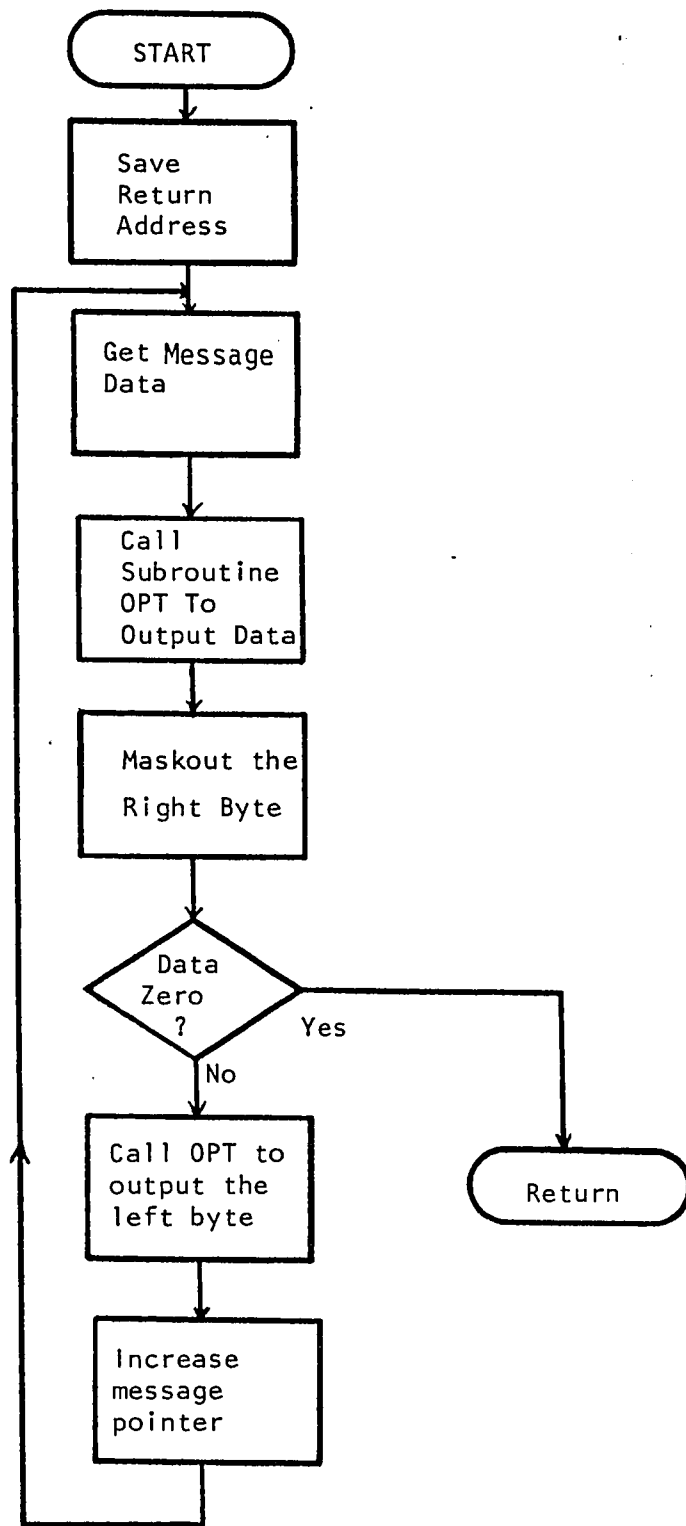 START
Save
Return
Address
Get Message
Data
Call
Subroutine
OPT To
Output Data
Maskout the
Right Byte
Data
Zero
?
Yes
No
Call OPT to
output the
left byte
Return
Increase
message
pointer